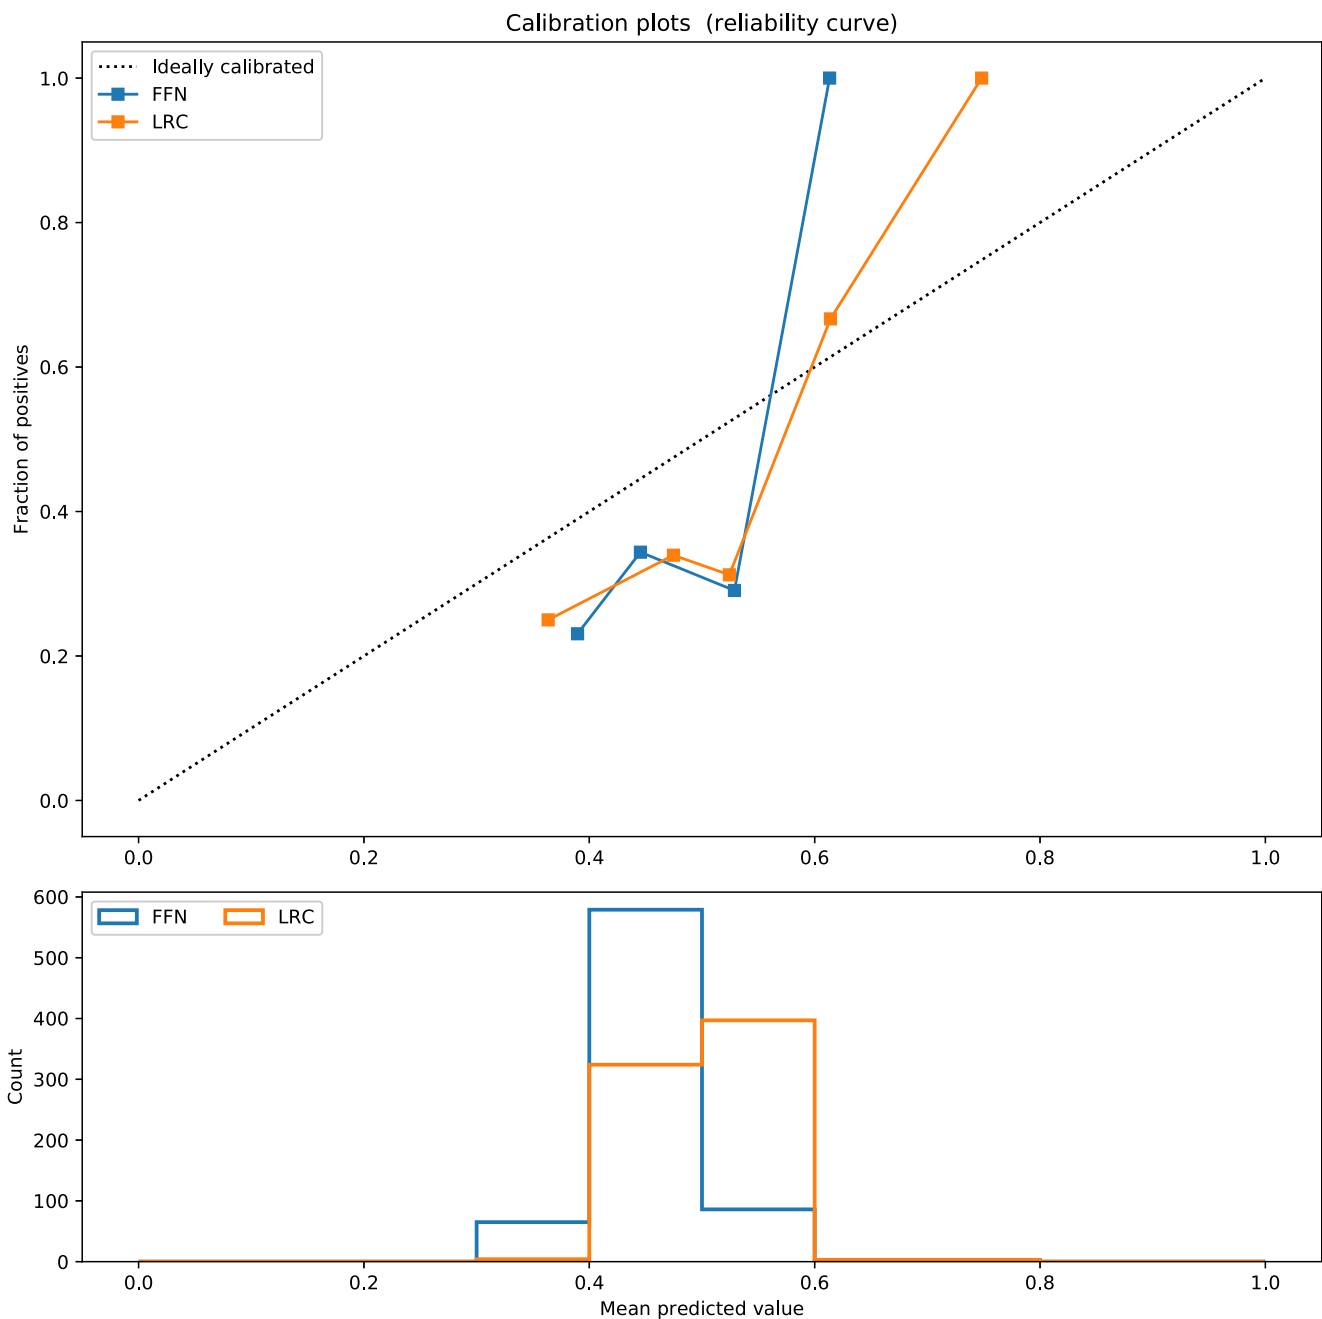 Calibration plots  (reliability curve)
Ideally calibrated
FFN
LRC
1.0
0.8
0.6
0.4
0.2
0.0
Fraction of positives
0.0 0.2 0.4 0.6 0.8 1.0
FFN LRC
600
500
400
300
200
100
0
Count
0.0 0.2 0.4 0.6 0.8 1.0
Mean predicted value